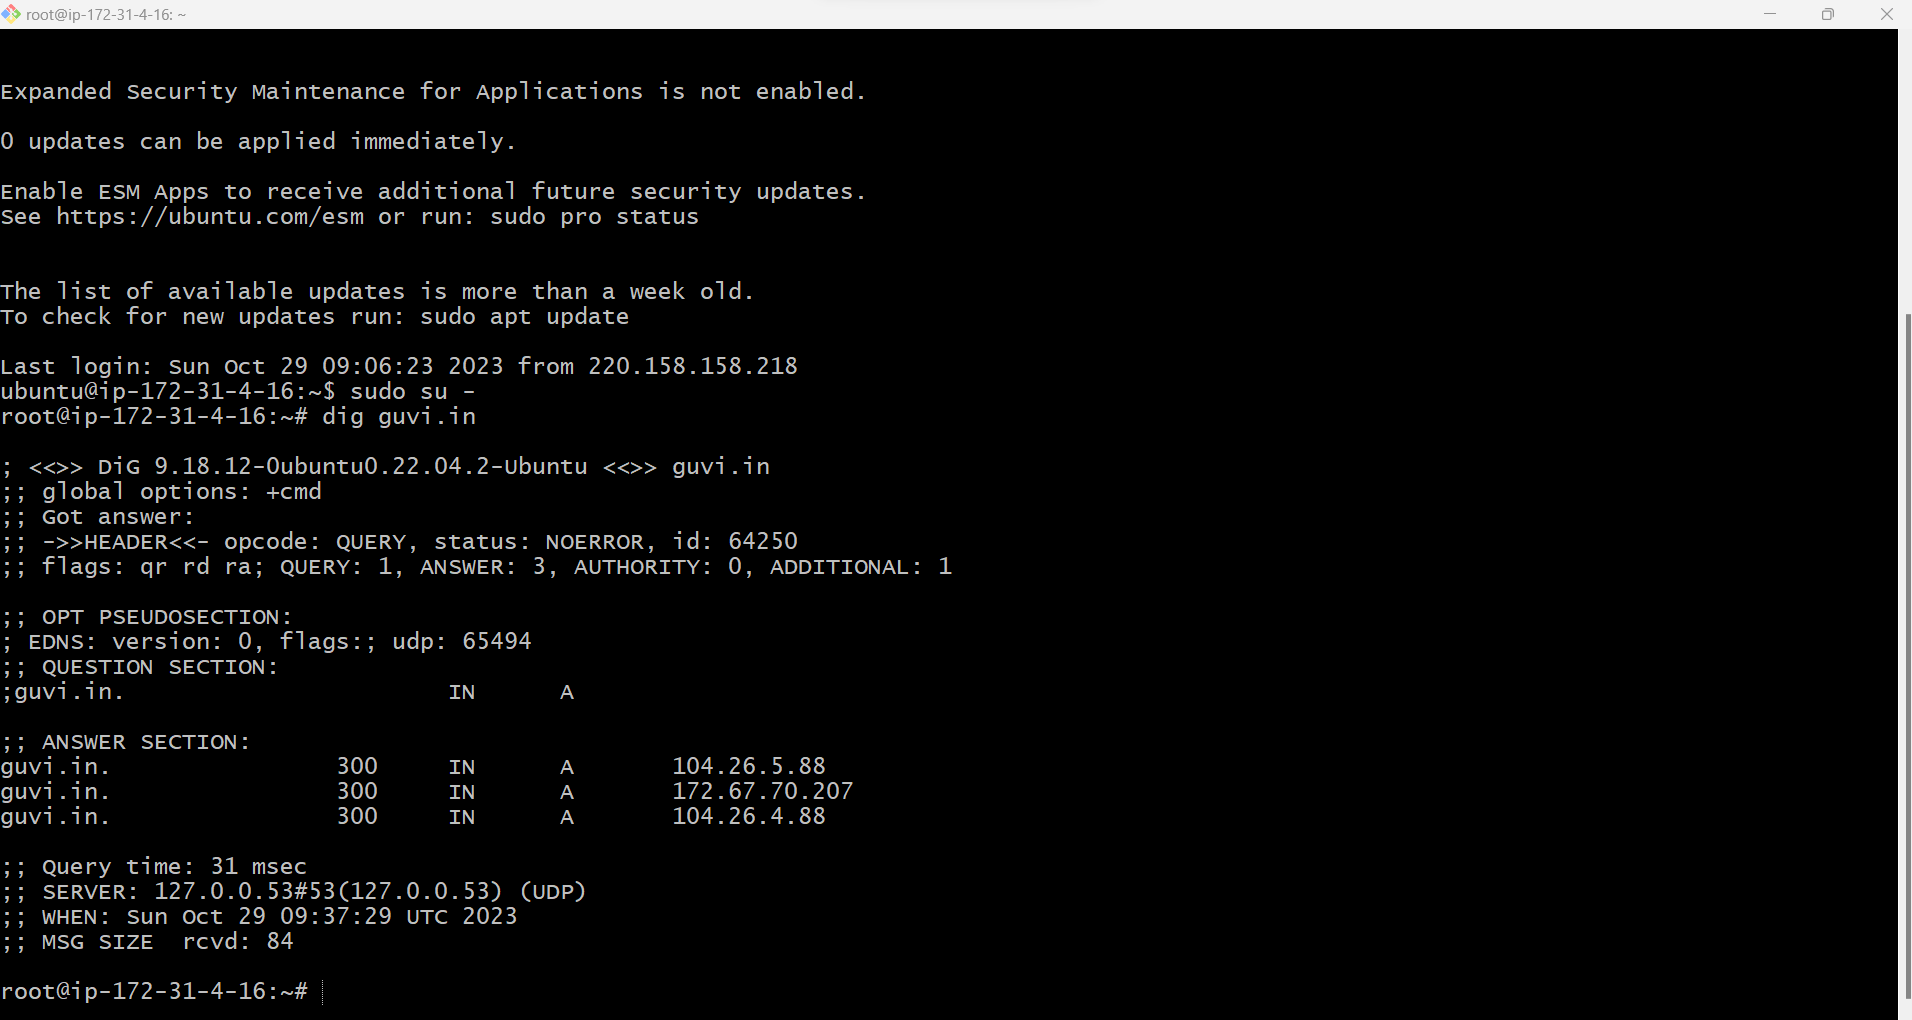 root@ip-172-31-4-16: ~
Expanded Security Maintenance for Applications is not enabled.
0 updates can be applied immediately.
Enable ESM Apps to receive additional future security updates.
See https://ubuntu.com/esm or run: sudo pro status
The list of available updates is more than a week old.
To check for new updates run: sudo apt update
Last login: Sun Oct 29 09:06:23 2023 from 220.158.158.218
ubuntu@ip-172-31-4-16:~$ sudo su -
root@ip-172-31-4-16:~# dig guvi.in
; <<>> DiG 9.18.12-0ubuntu0.22.04.2-Ubuntu <<>> guvi.in
;; global options: +cmd
;; Got answer:
;; ->>HEADER<<- opcode: QUERY, status: NOERROR, id: 64250
;; flags: qr rd ra; QUERY: 1, ANSWER: 3, AUTHORITY: 0, ADDITIONAL: 1
;; OPT PSEUDOSECTION:
; EDNS: version: 0, flags:; udp: 65494
;; QUESTION SECTION:
;guvi.in. IN A
;; ANSWER SECTION:
guvi.in. 300 IN A 104.26.5.88
guvi.in. 300 IN A 172.67.70.207
guvi.in. 300 IN A 104.26.4.88
;; Query time: 31 msec
;; SERVER: 127.0.0.53#53(127.0.0.53) (UDP)
;; WHEN: Sun Oct 29 09:37:29 UTC 2023
;; MSG SIZE  rcvd: 84
root@ip-172-31-4-16:~#